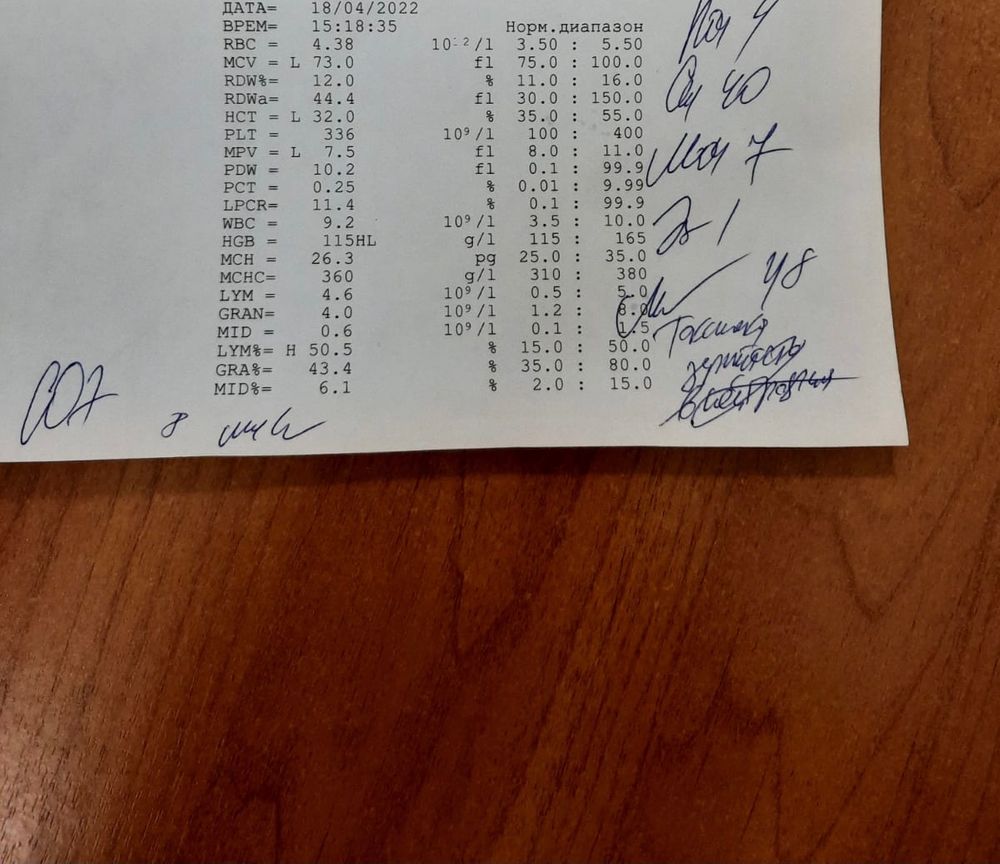 ДАТА= 18/04/2022
ВРЕМ= 15:18:35 Норм.диапазон
RBC = 4.38 10¨²/l 3.50 : 5.50
MCV = L 73.0 fl 75.0 : 100.0
RDW%= 12.0 % 11.0 : 16.0
RDWa= 44.4 fl 30.0 : 150.0
HCT = L 32.0 % 35.0 : 55.0
PLT = 336 10⁹/l 100 : 400
MPV = L 7.5 fl 8.0 : 11.0
PDW = 10.2 fl 0.1 : 99.9
PCT = 0.25 % 0.01 : 9.99
LPCR= 11.4 % 0.1 : 99.9
WBC = 9.2 10⁹/l 3.5 : 10.0
HGB = 115HL g/l 115 : 165
MCH = 26.3 pg 25.0 : 35.0
MCHC= 360 g/l 310 : 380
LYM = 4.6 10⁹/l 0.5 : 5.0
GRAN= 4.0 10⁹/l 1.2 : 8.0
MID = 0.6 10⁹/l 0.1 : 1.5
LYM%= H 50.5 % 15.0 : 50.0
GRA%= 43.4 % 35.0 : 80.0
MID%= 6.1 % 2.0 : 15.0
4
40
7
1
48
8